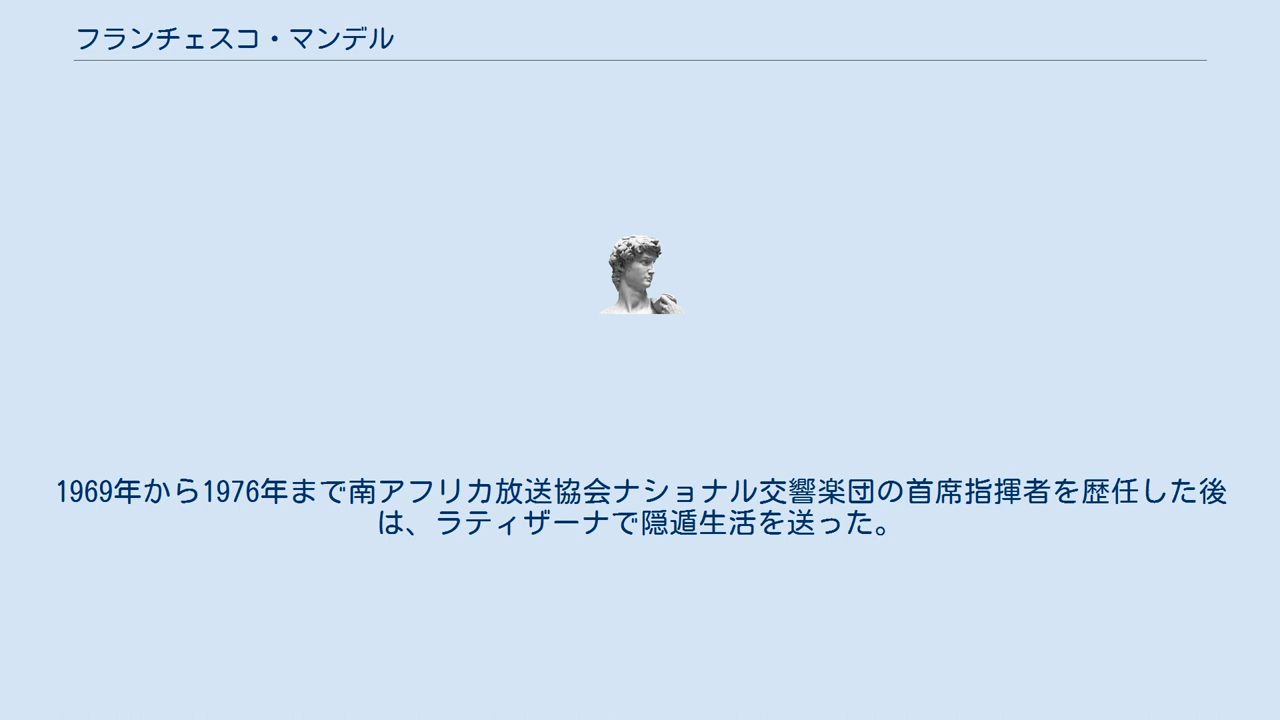 フランチェスコ・マンデル
1969年から1976年まで南アフリカ放送協会ナショナル交響楽団の首席指揮者を歴任した後
は、ラティザーナで隠遁生活を送った。